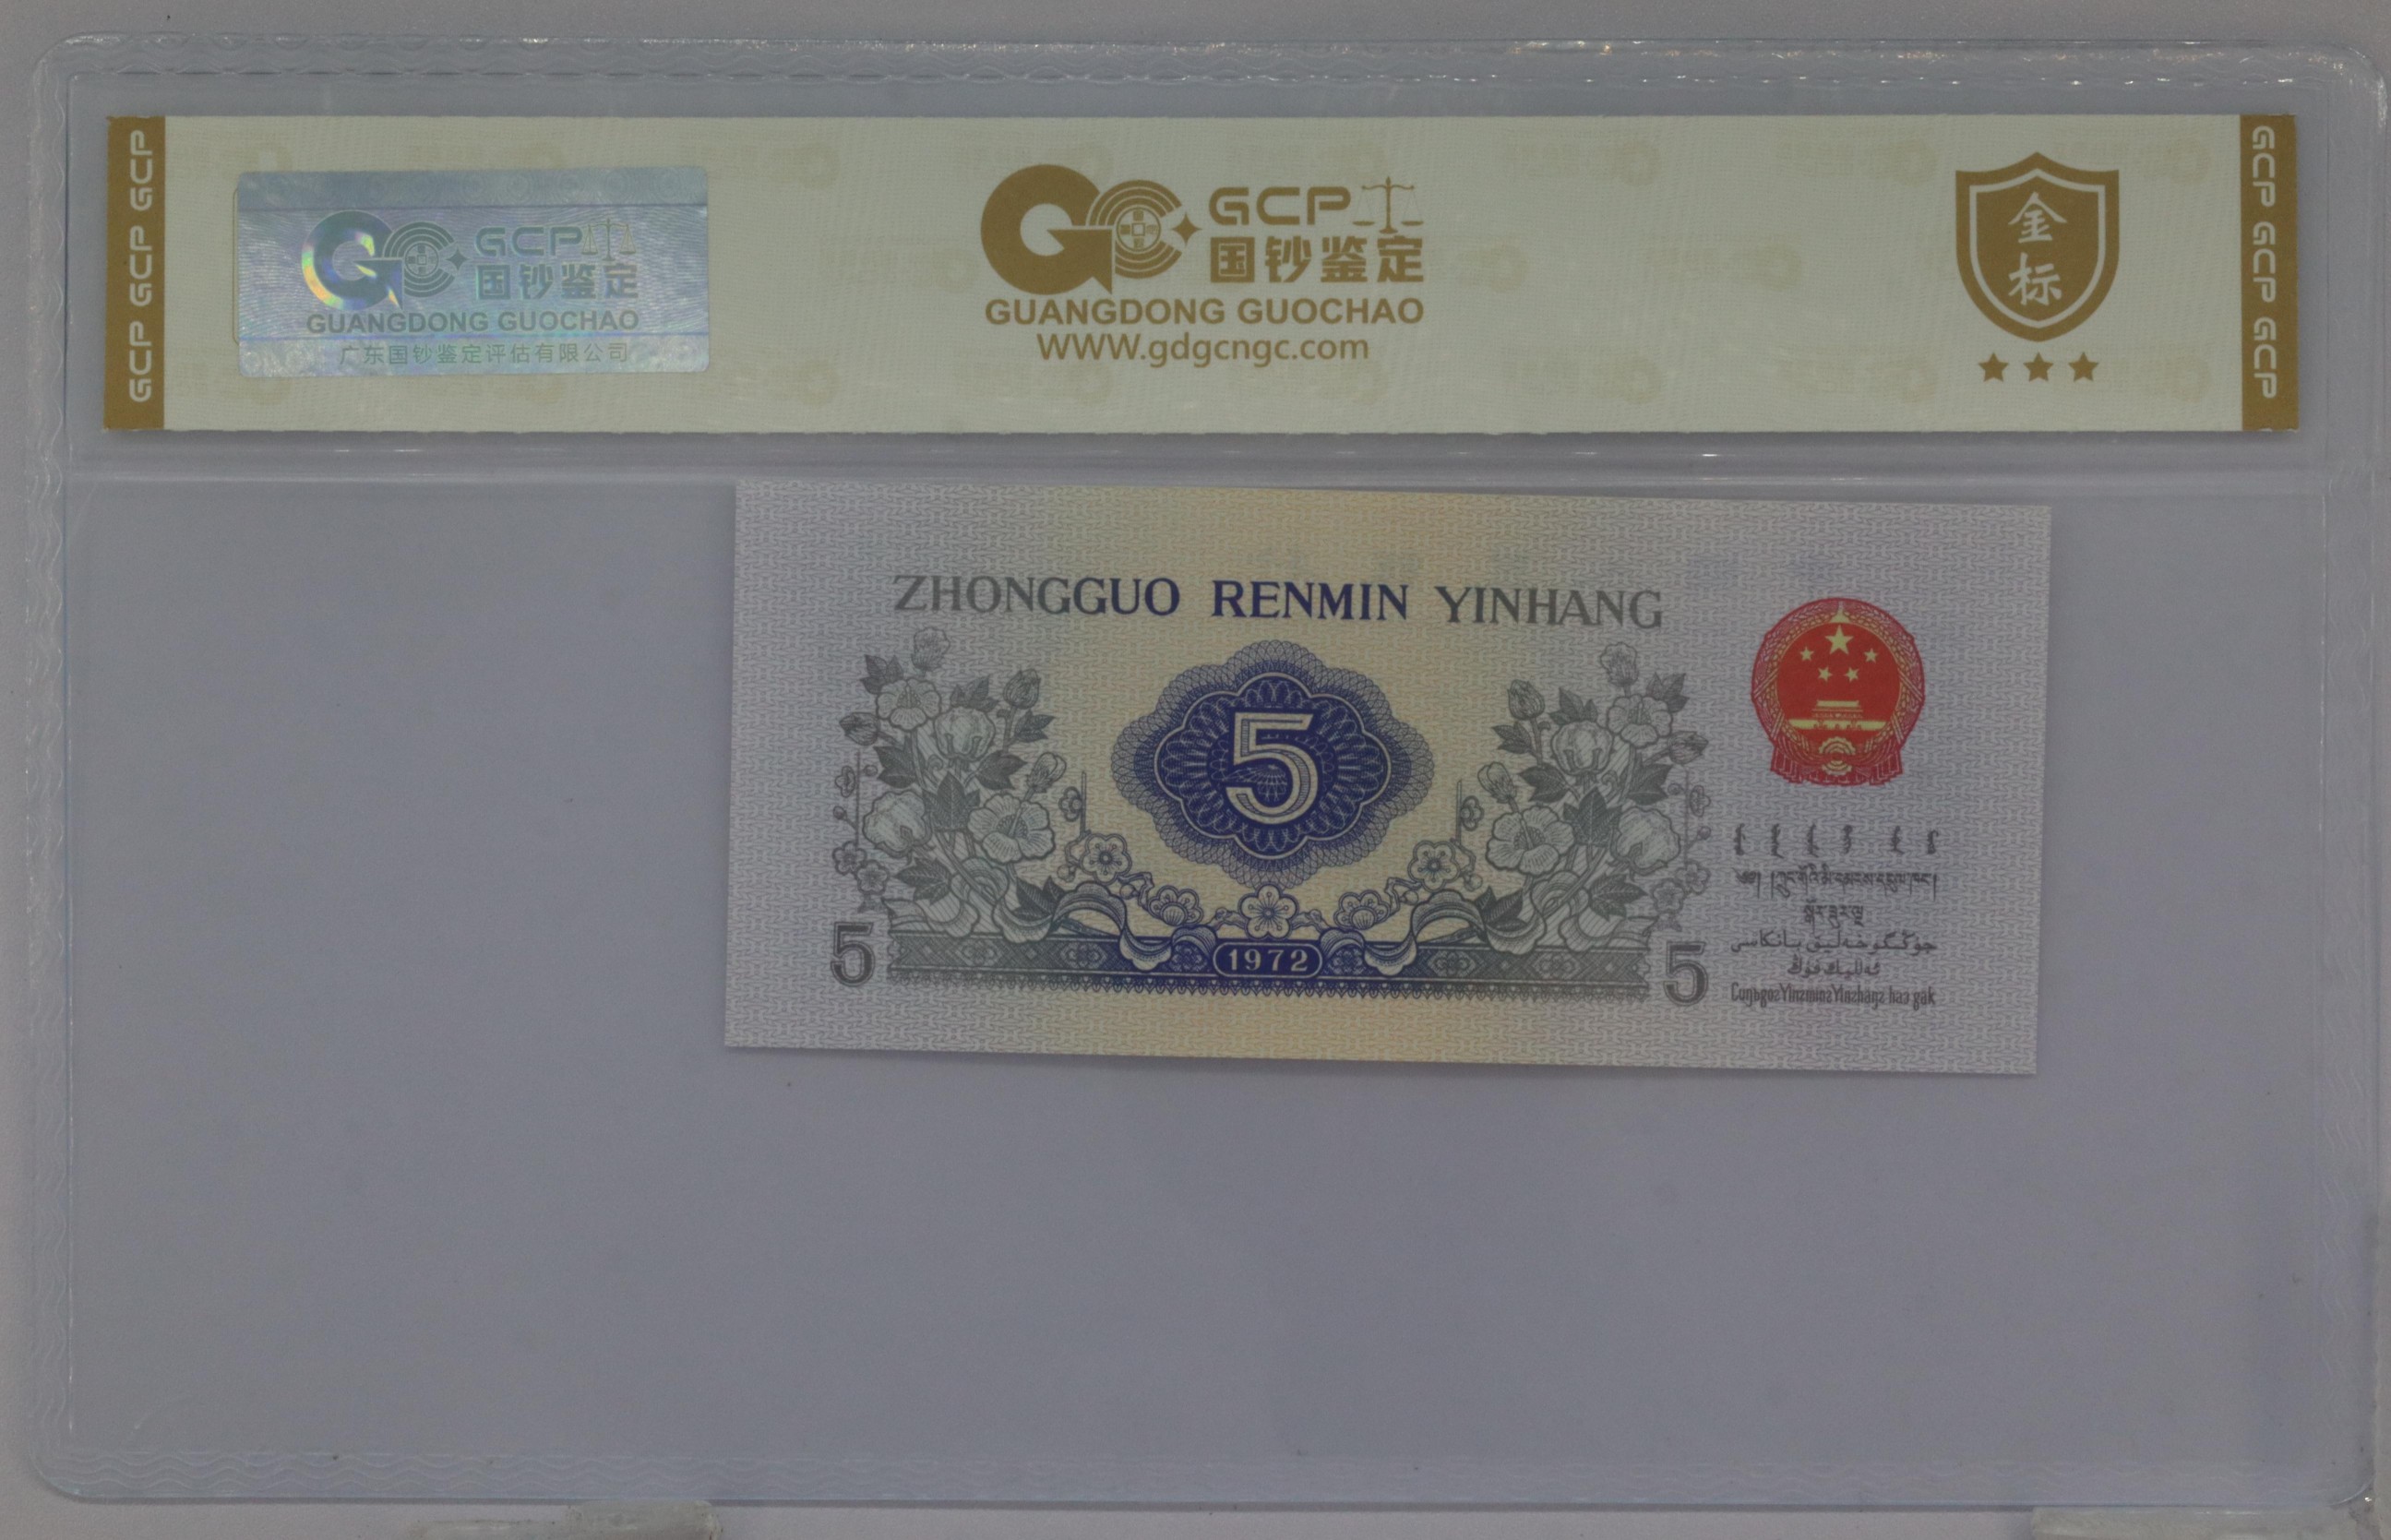 GCP GCP GCP
GCP
国钞鉴定
GUANGDONG GUOCHAO
广东国钞鉴定评估有限公司
GCP
国钞鉴定
GUANGDONG GUOCHAO
www.gdgcngc.com
金
标
GCP GCP GCP
ZHONGGUO RENMIN YINHANG
5
1972
5
5